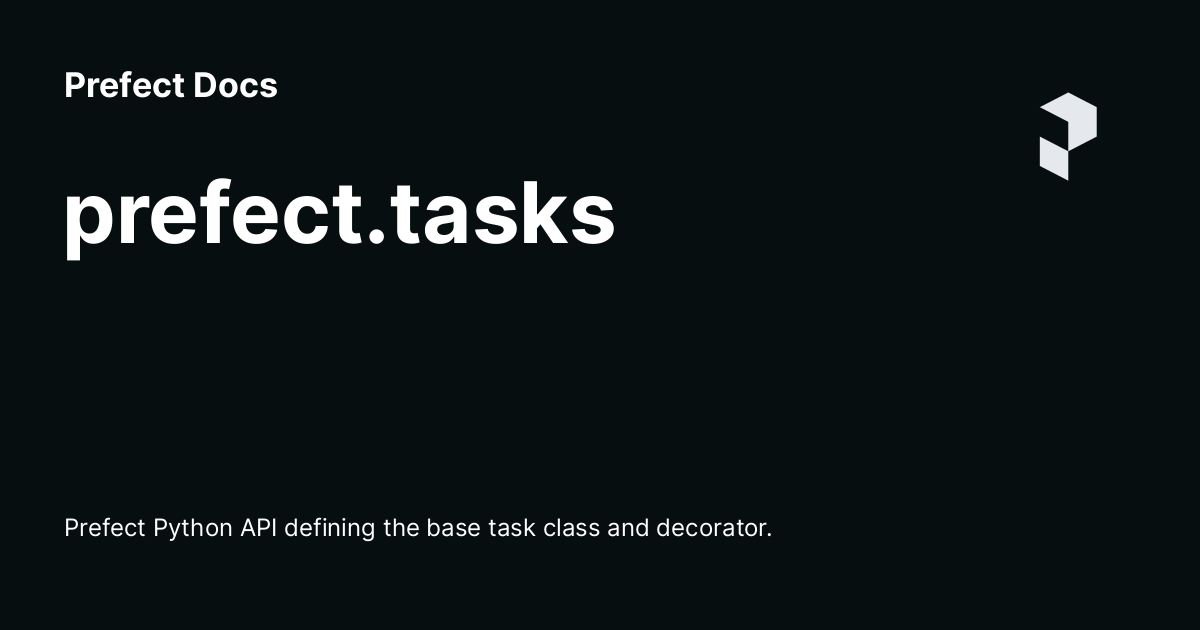 Prefect Docs
prefect.tasks
Prefect Python API defining the base task class and decorator.